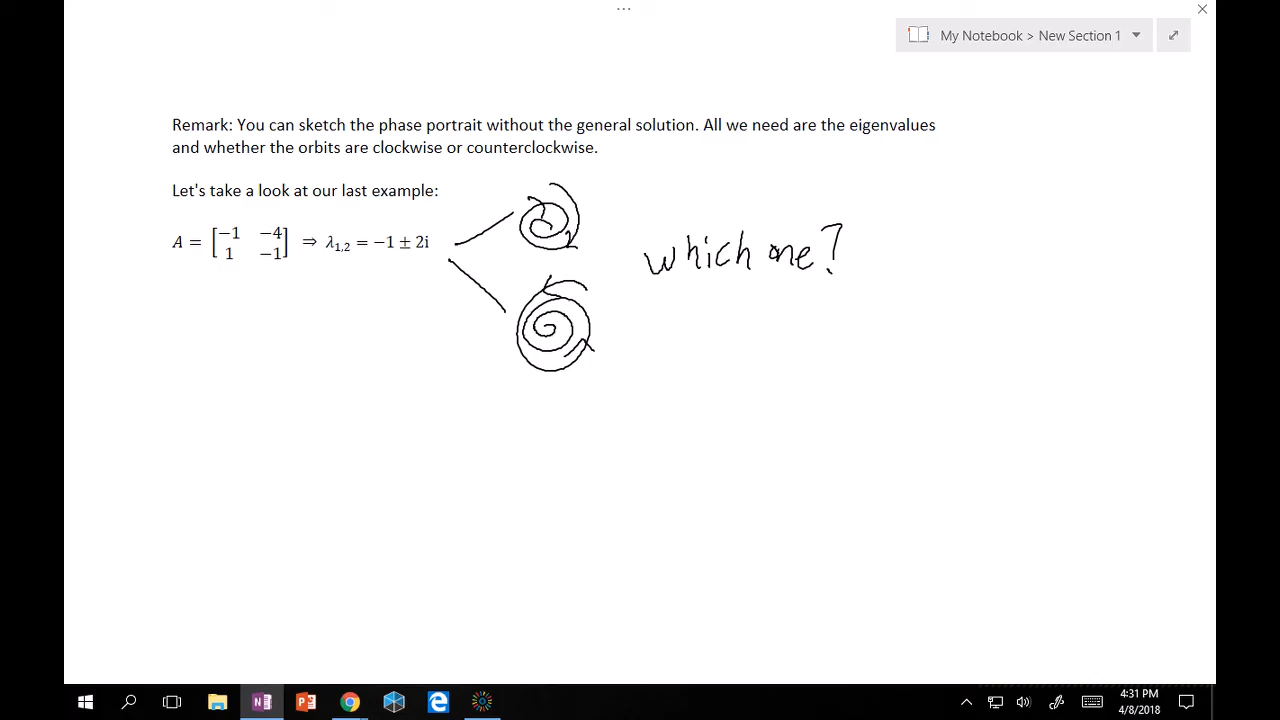 My Notebook > New Section 1
Remark: You can sketch the phase portrait without the general solution. All we need are the eigenvalues
and whether the orbits are clockwise or counterclockwise.
Let's take a look at our last example:
A = [−1 −4; 1 −1] ⇒ λ1,2 = −1 ± 2i
which one?
4:31 PM
4/8/2018